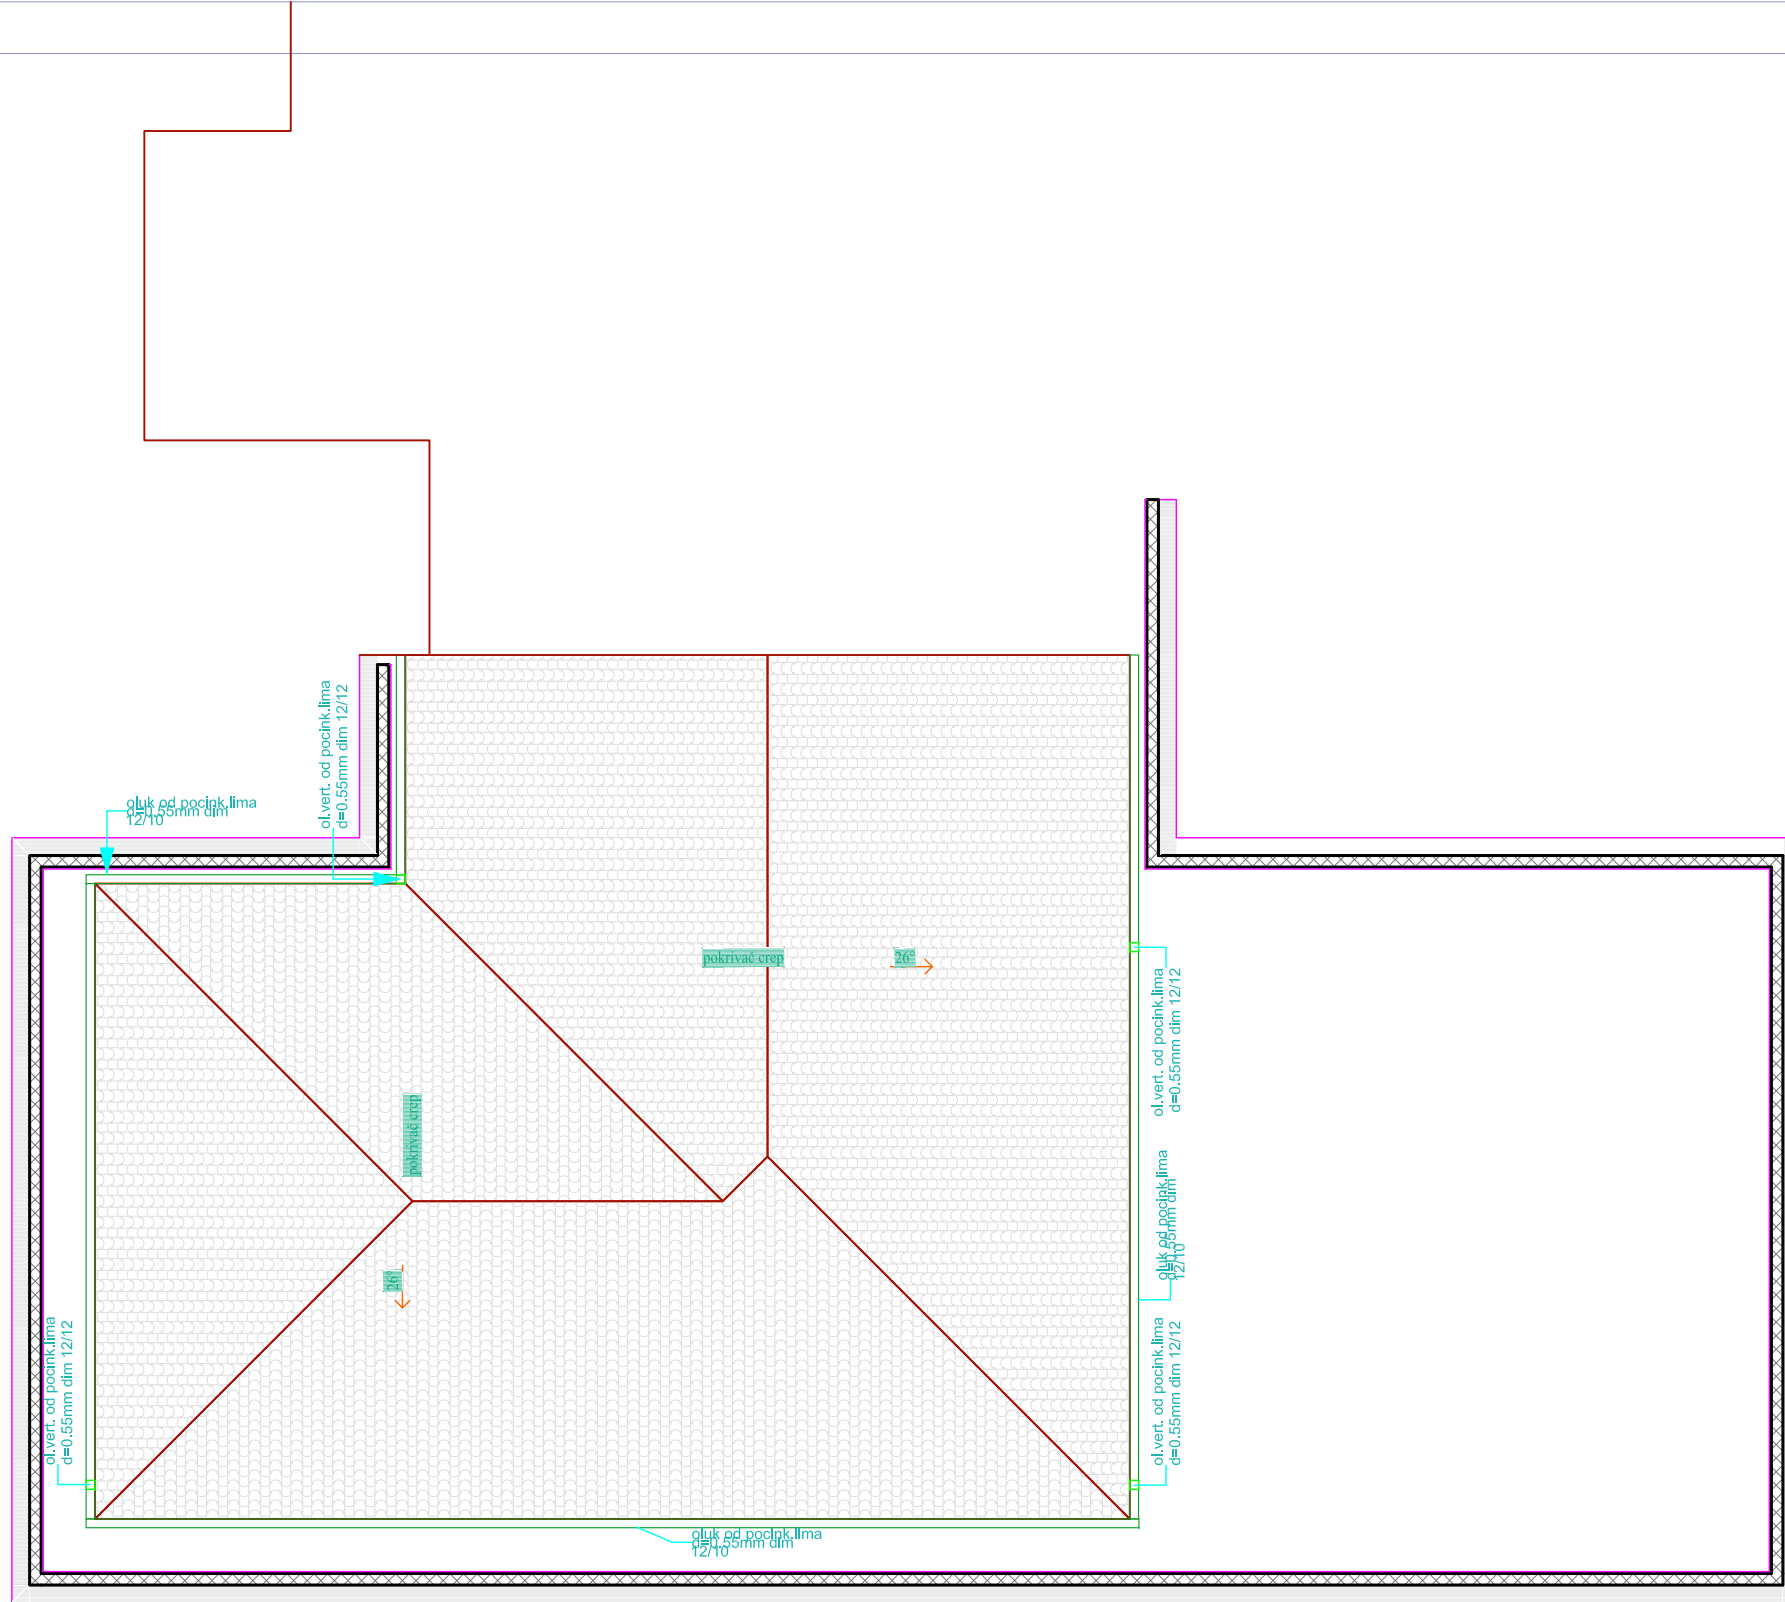 ol.vert. od pocink.lima
d=0.55mm dim 12/12
oluk od pocink.lima
d=0.55mm dim
12/10
pokrivač crep
26°
ol.vert. od pocink.lima
d=0.55mm dim 12/12
pokrivač crep
oluk od pocink.lima
d=0.55mm dim
12/10
26°
ol.vert. od pocink.lima
d=0.55mm dim 12/12
ol.vert. od pocink.lima
d=0.55mm dim 12/12
oluk od pocink.lima
d=0.55mm dim
12/10